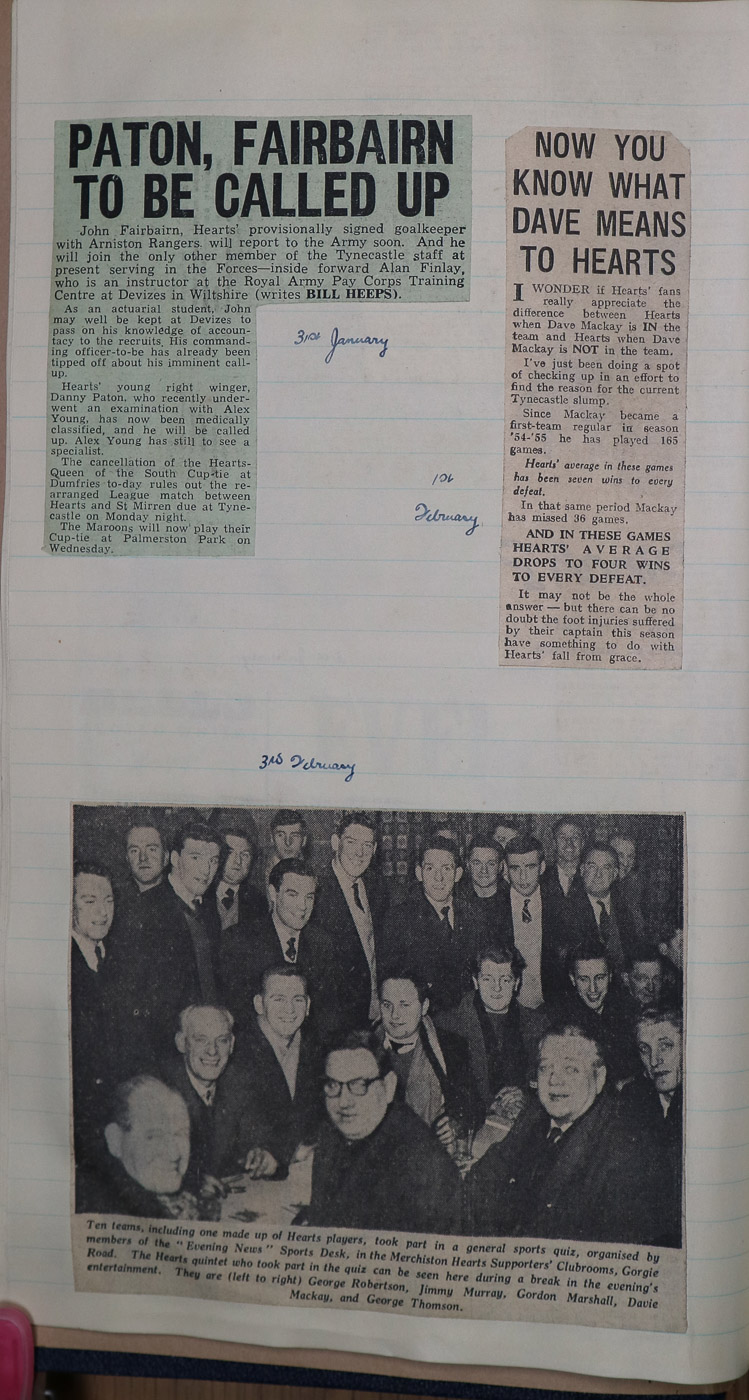 PATON, FAIRBAIRN
TO BE CALLED UP
John Fairbairn, Hearts' provisionally signed goalkeeper
with Arniston Rangers, will report to the Army soon. And he
will join the only other member of the Tynecastle staff at
present serving in the Forces—inside forward Alan Finlay,
who is an instructor at the Royal Army Pay Corps Training
Centre at Devizes in Wiltshire (writes BILL HEEPS).
As an actuarial student, John
may well be kept at Devizes to
pass on his knowledge of accoun-
tacy to the recruits. His command-
ing officer-to-be has already been
tipped off about his imminent call-
up.
Hearts' young right winger,
Danny Paton, who recently under-
went an examination with Alex
Young, has now been medically
classified, and he will be called
up. Alex Young has still to see a
specialist.
The cancellation of the Hearts-
Queen of the South Cup-tie at
Dumfries to-day rules out the re-
arranged League match between
Hearts and St Mirren due at Tyne-
castle on Monday night.
The Maroons will now play their
Cup-tie at Palmerston Park on
Wednesday.
31st January
NOW YOU
KNOW WHAT
DAVE MEANS
TO HEARTS
I WONDER if Hearts' fans
really appreciate the
difference between Hearts
when Dave Mackay is IN the
team and Hearts when Dave
Mackay is NOT in the team.
I've just been doing a spot
of checking up in an effort to
find the reason for the current
Tynecastle slump.
Since Mackay became a
first-team regular in season
'54-'55 he has played 165
games.
Hearts' average in these games
has been seven wins to every
defeat.
In that same period Mackay
has missed 36 games.
AND IN THESE GAMES
HEARTS' AVERAGE
DROPS TO FOUR WINS
TO EVERY DEFEAT.
It may not be the whole
answer — but there can be no
doubt the foot injuries suffered
by their captain this season
have something to do with
Hearts' fall from grace.
1st
February
3rd February
Ten teams, including one made up of Hearts players, took part in a general sports quiz, organised by
members of the "Evening News" Sports Desk, in the Merchiston Hearts Supporters' Clubrooms, Gorgie
Road. The Hearts quintet who took part in the quiz can be seen here during a break in the evening's
entertainment. They are (left to right) George Robertson, Jimmy Murray, Gordon Marshall, Davie
Mackay, and George Thomson.